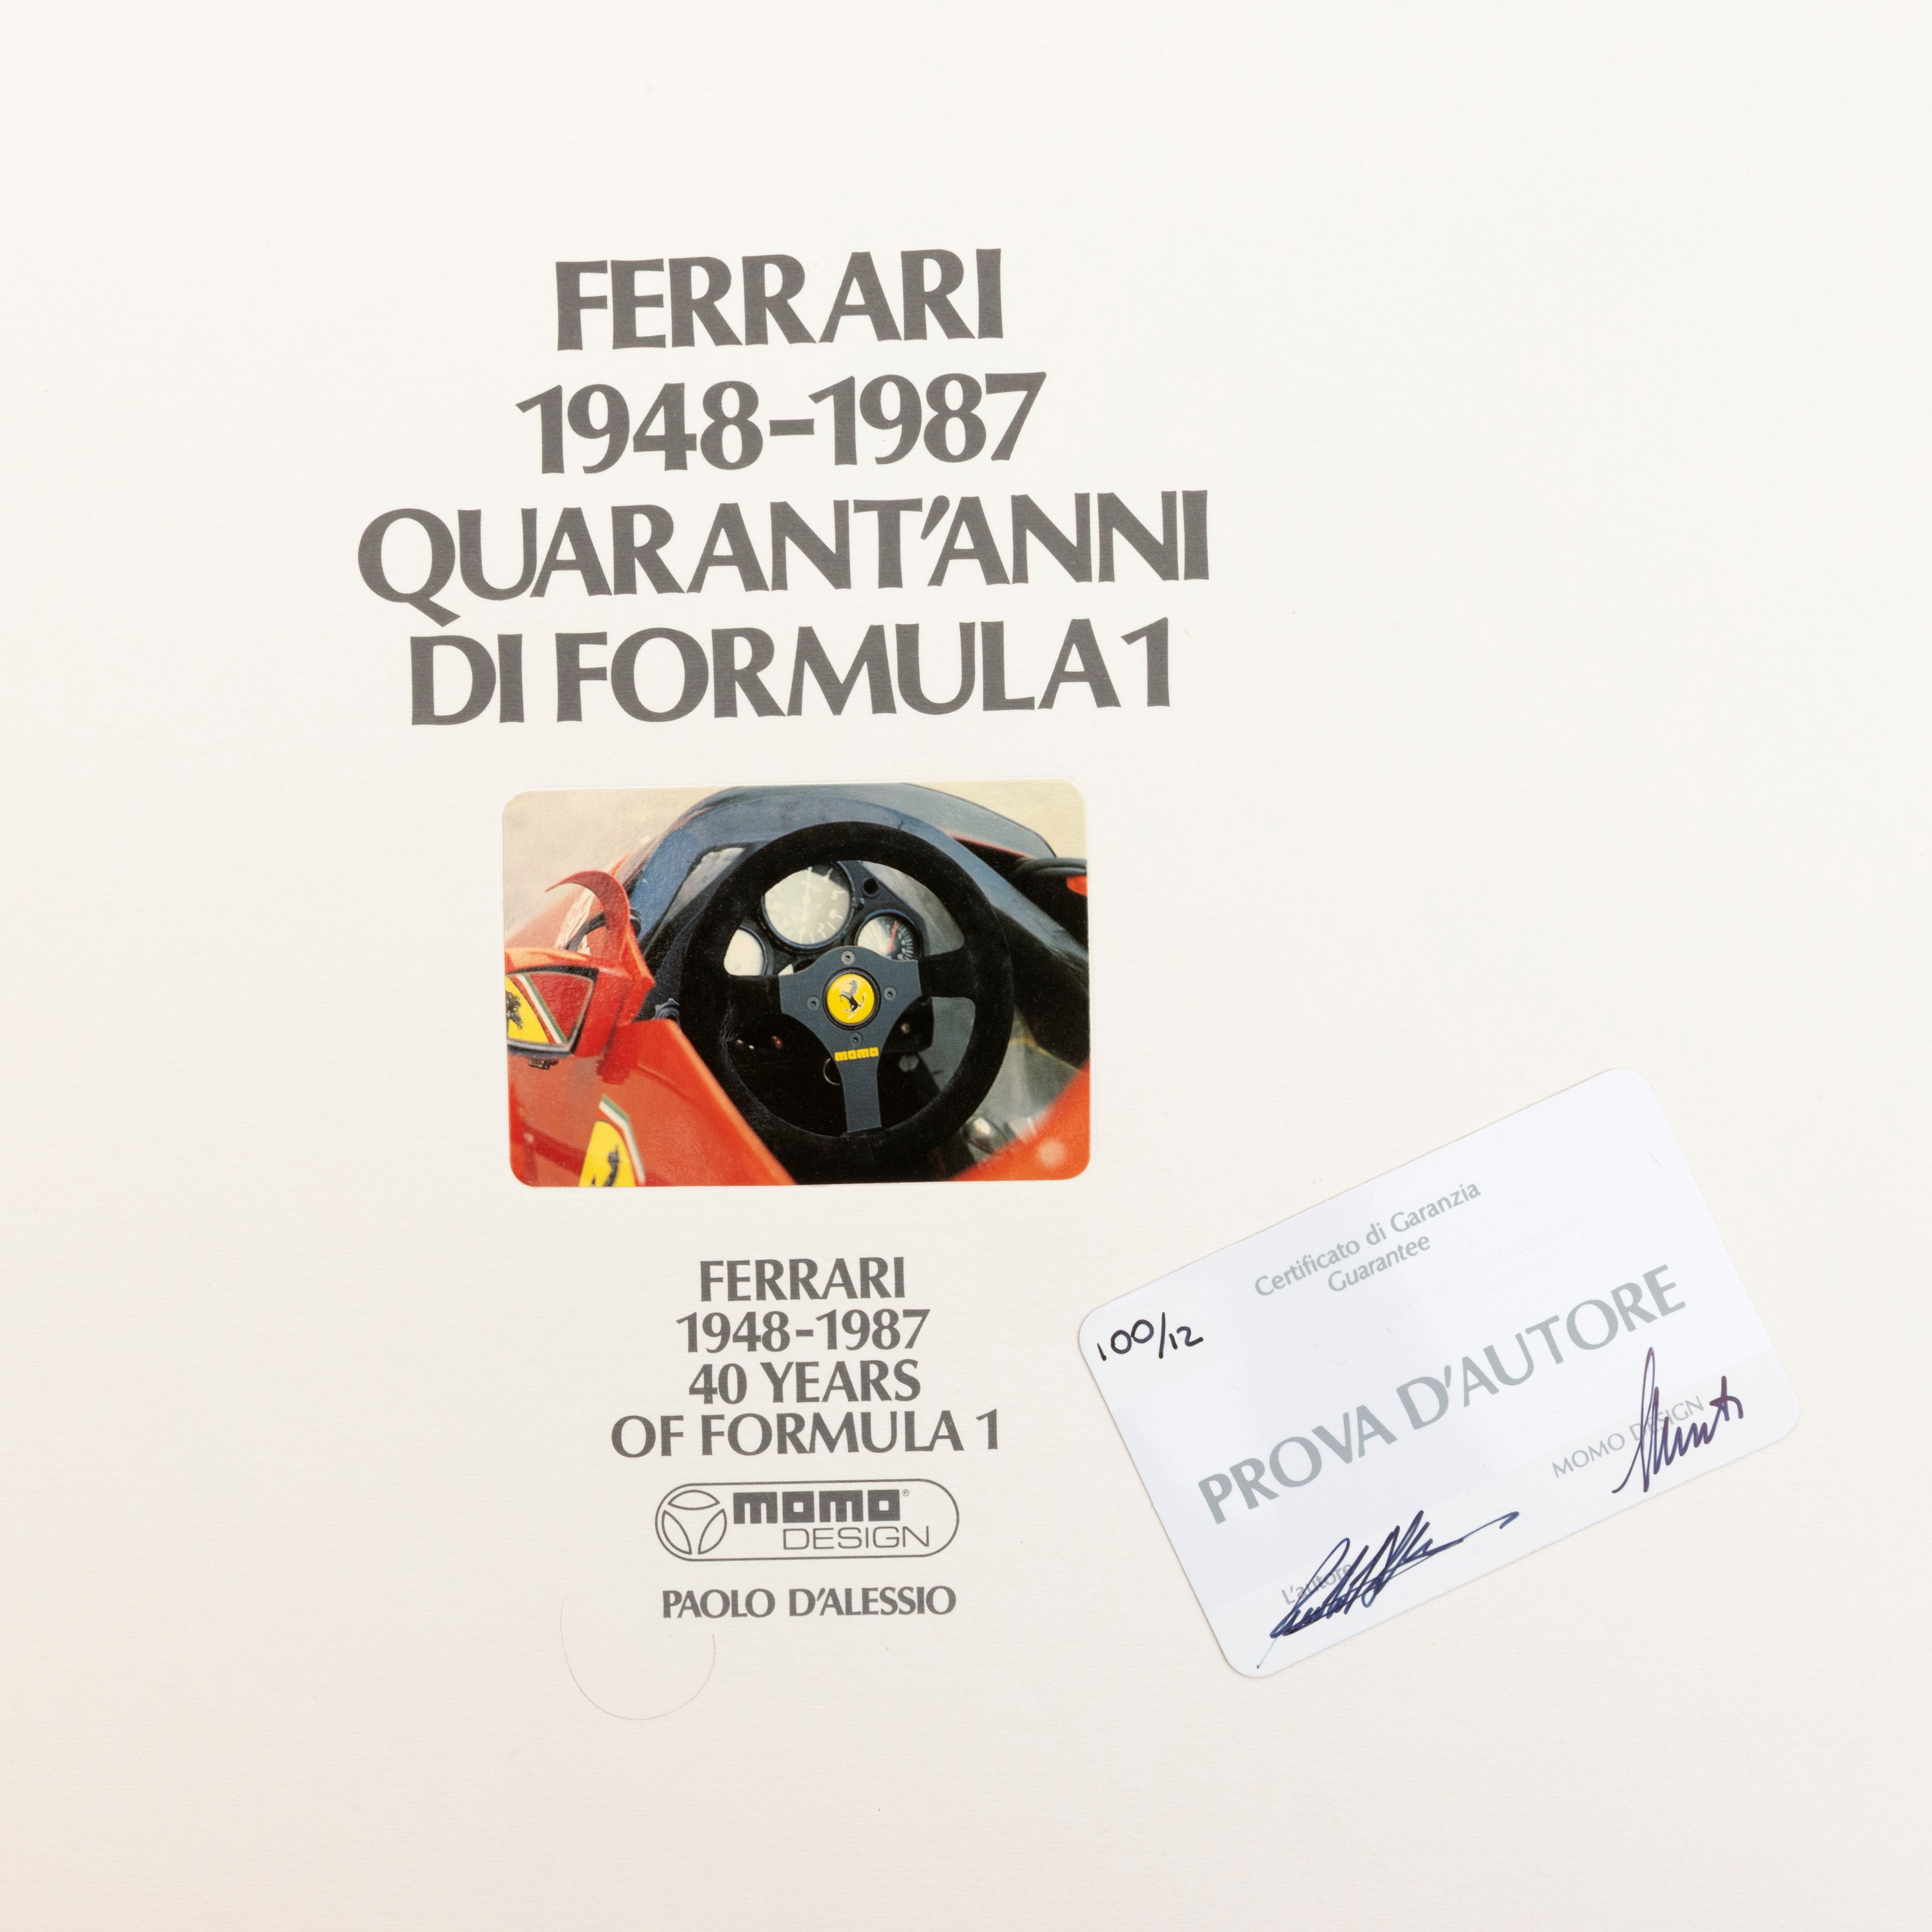 FERRARI
1948-1987
QUARANT'ANNI
DI FORMULA 1
momo
FERRARI
1948-1987
40 YEARS
OF FORMULA 1
momo®
DESIGN
PAOLO D'ALESSIO
Certificato di Garanzia
Guarantee
100/12
PROVA D'AUTORE
MOMO DESIGN
L'autore